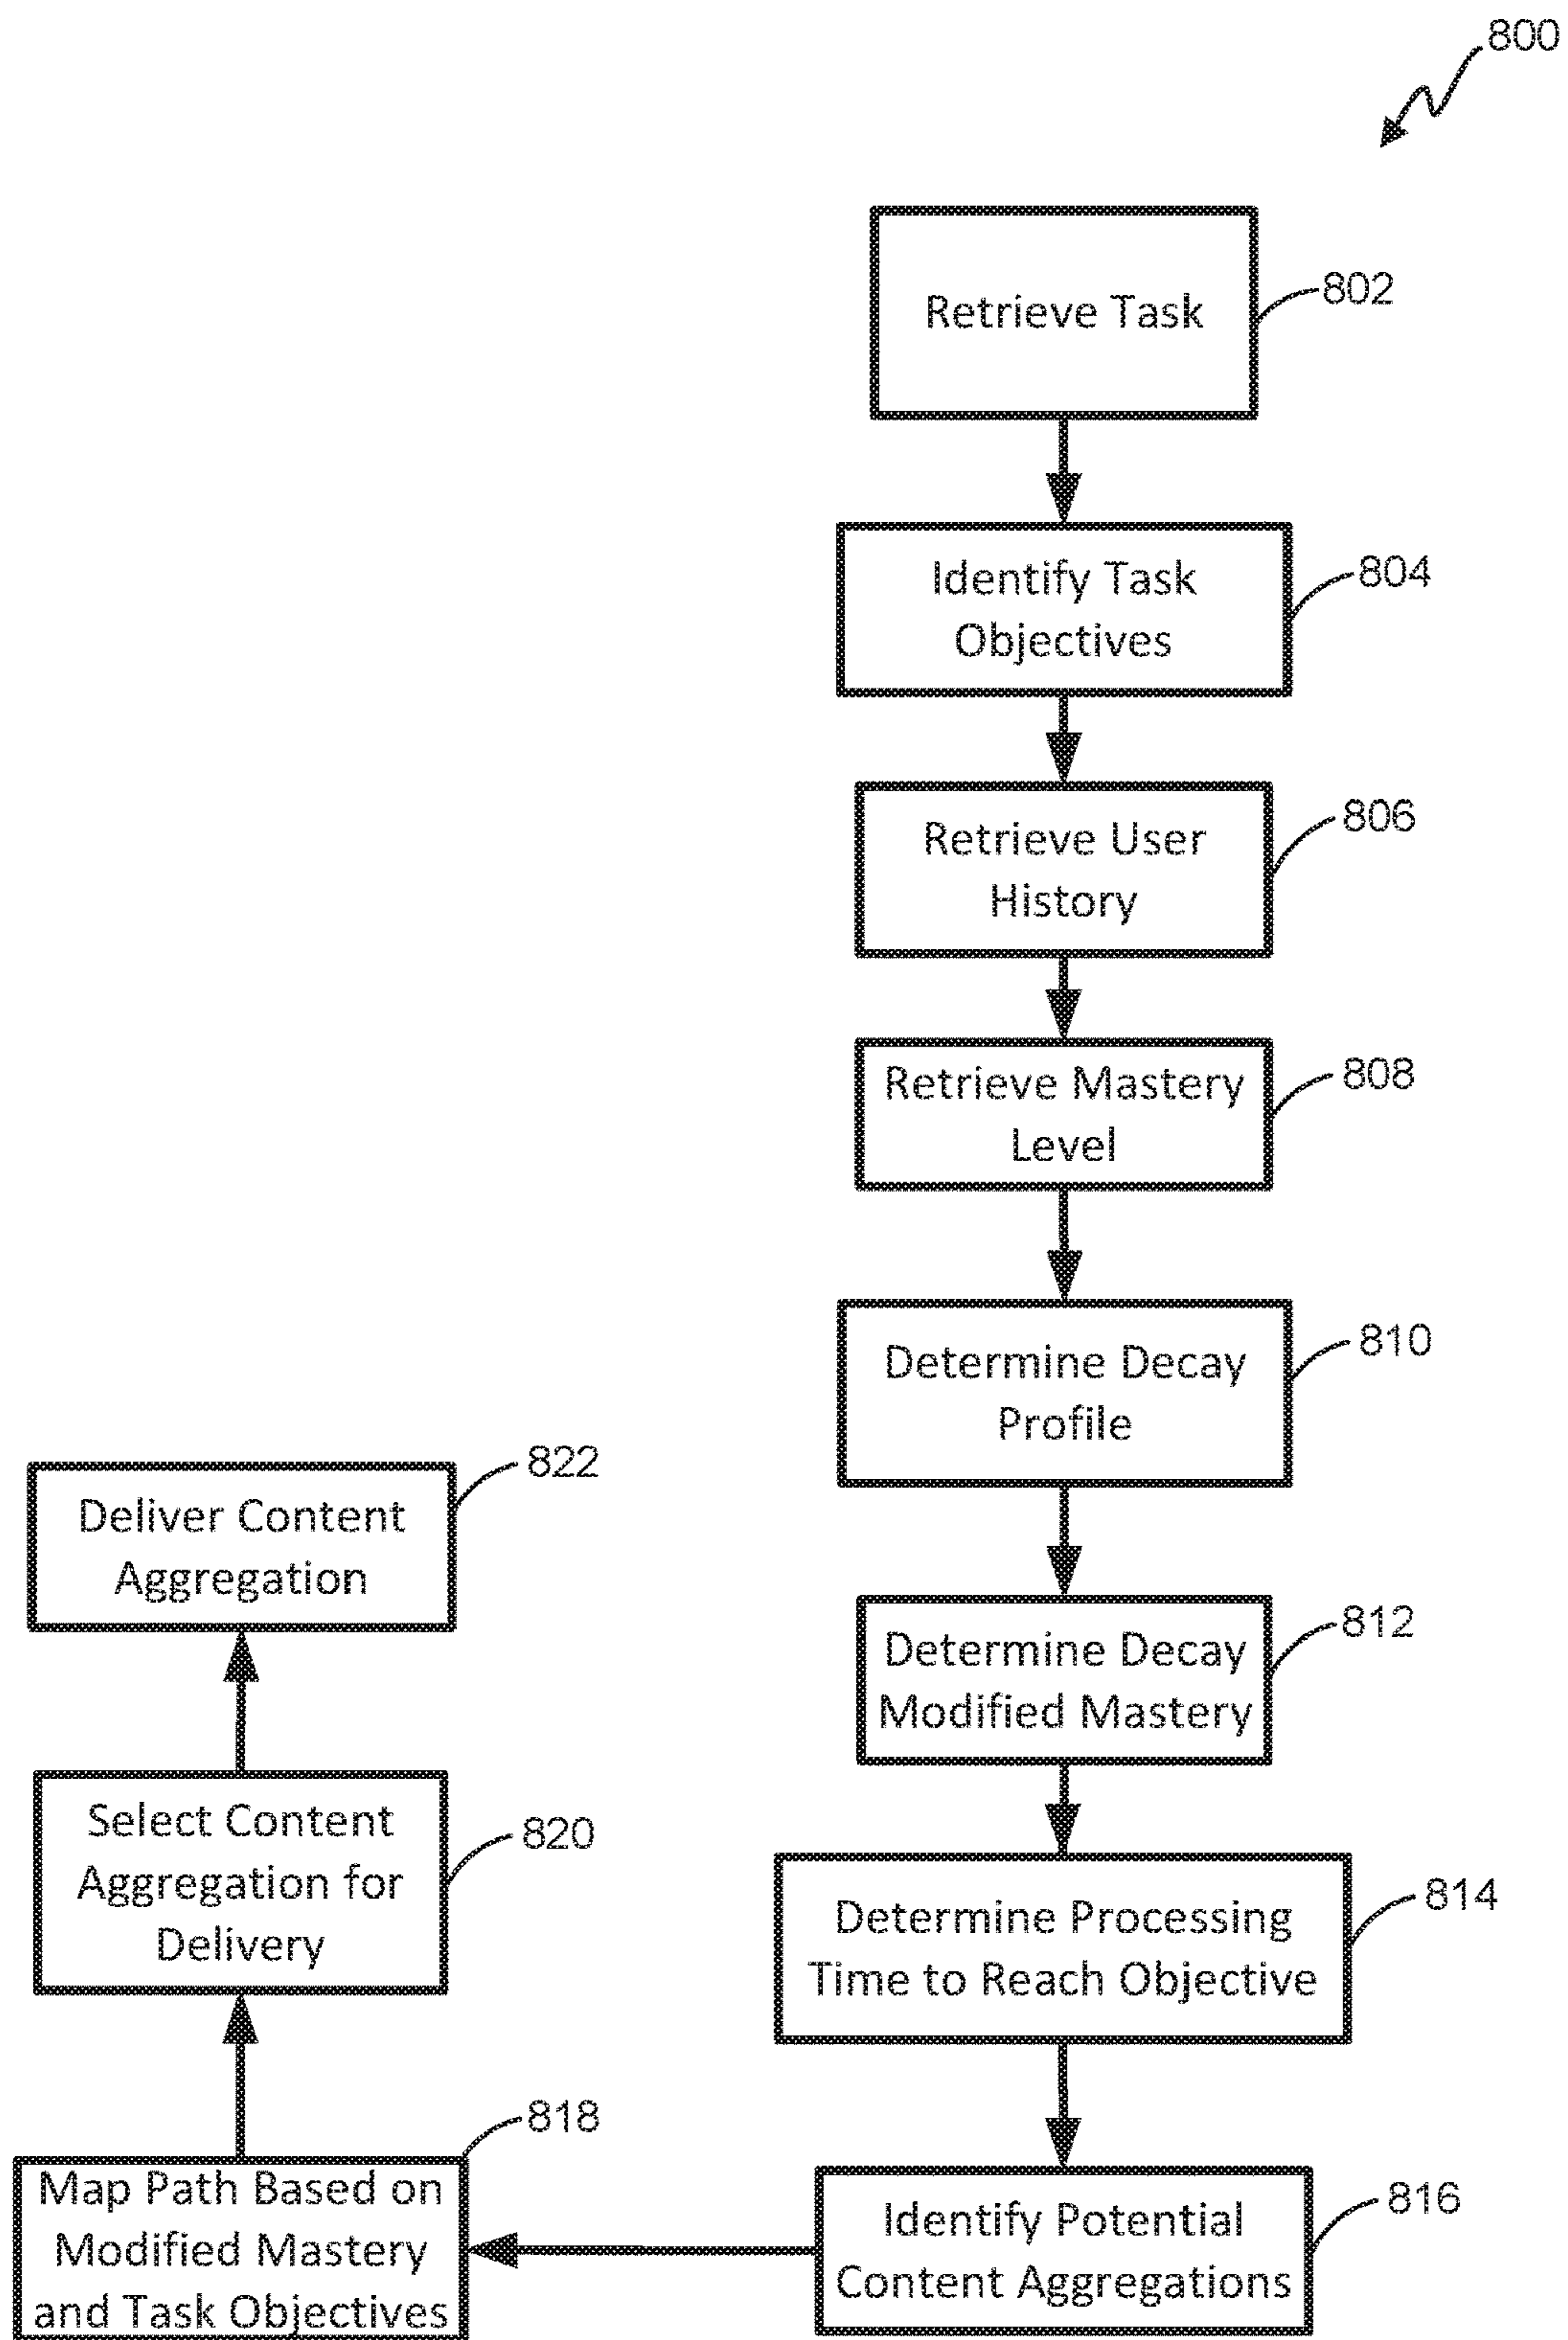 800
Retrieve Task
802
Identify Task
Objectives
804
Retrieve User
History
806
Retrieve Mastery
Level
808
Determine Decay
Profile
810
Determine Decay
Modified Mastery
812
Determine Processing
Time to Reach Objective
814
Identify Potential
Content Aggregations
816
Map Path Based on
Modified Mastery
and Task Objectives
818
Select Content
Aggregation for
Delivery
820
Deliver Content
Aggregation
822